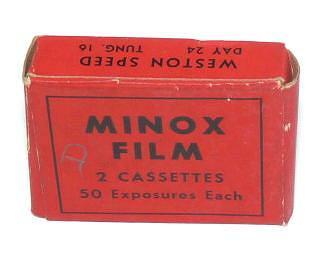 WESTON SPEED
DAY 24 TUNG. 16
MINOX
FILM
2 CASSETTES
50 Exposures Each
D